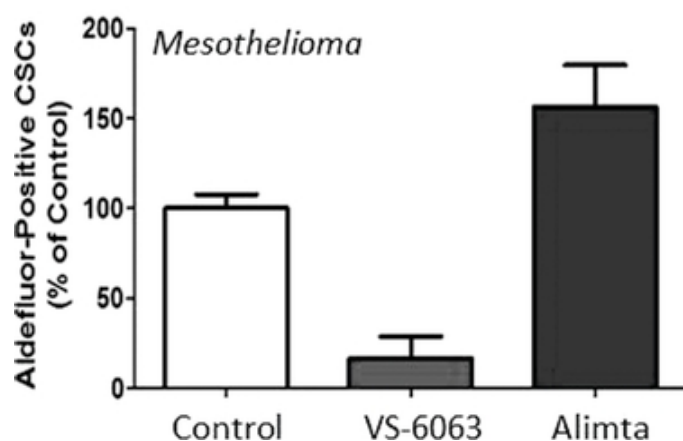 Mesothelioma
Aldefluor-Positive CSCs
(% of Control)
200
150
100
50
0
Control
VS-6063
Alimta